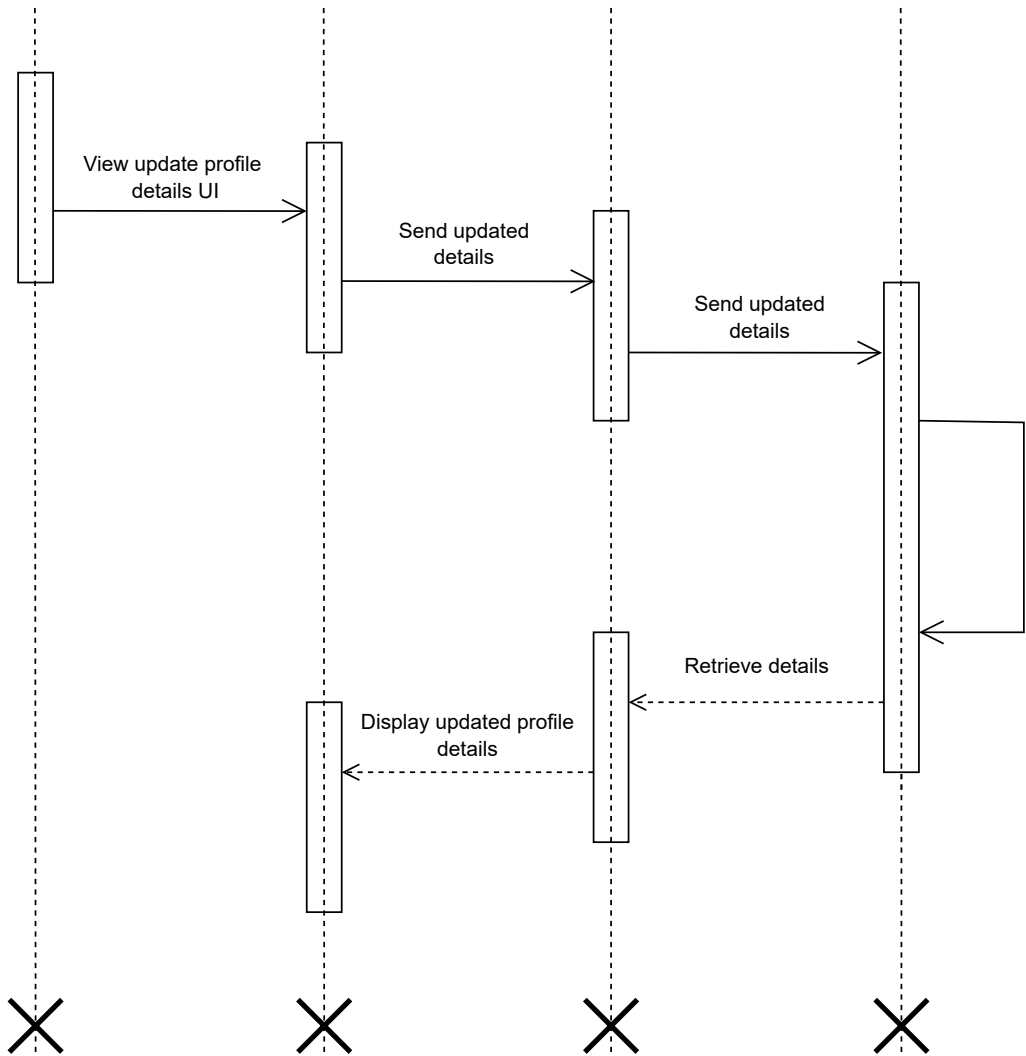 View update profile
details UI
Send updated
details
Send updated
details
Retrieve details
Display updated profile
details